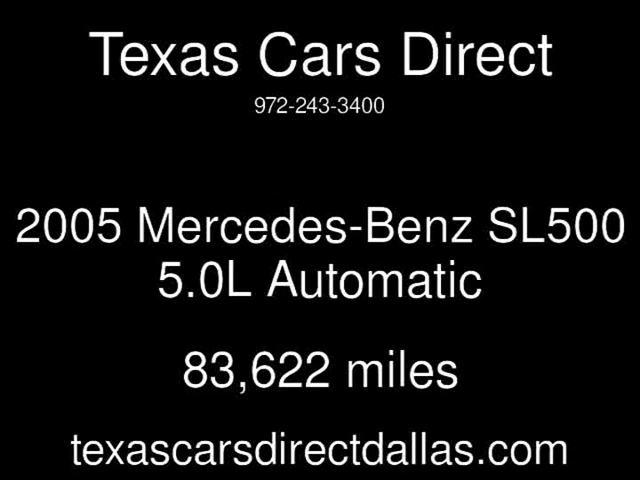 Texas Cars Direct
972-243-3400
2005 Mercedes-Benz SL500
5.0L Automatic
83,622 miles
texascarsdirectdallas.com